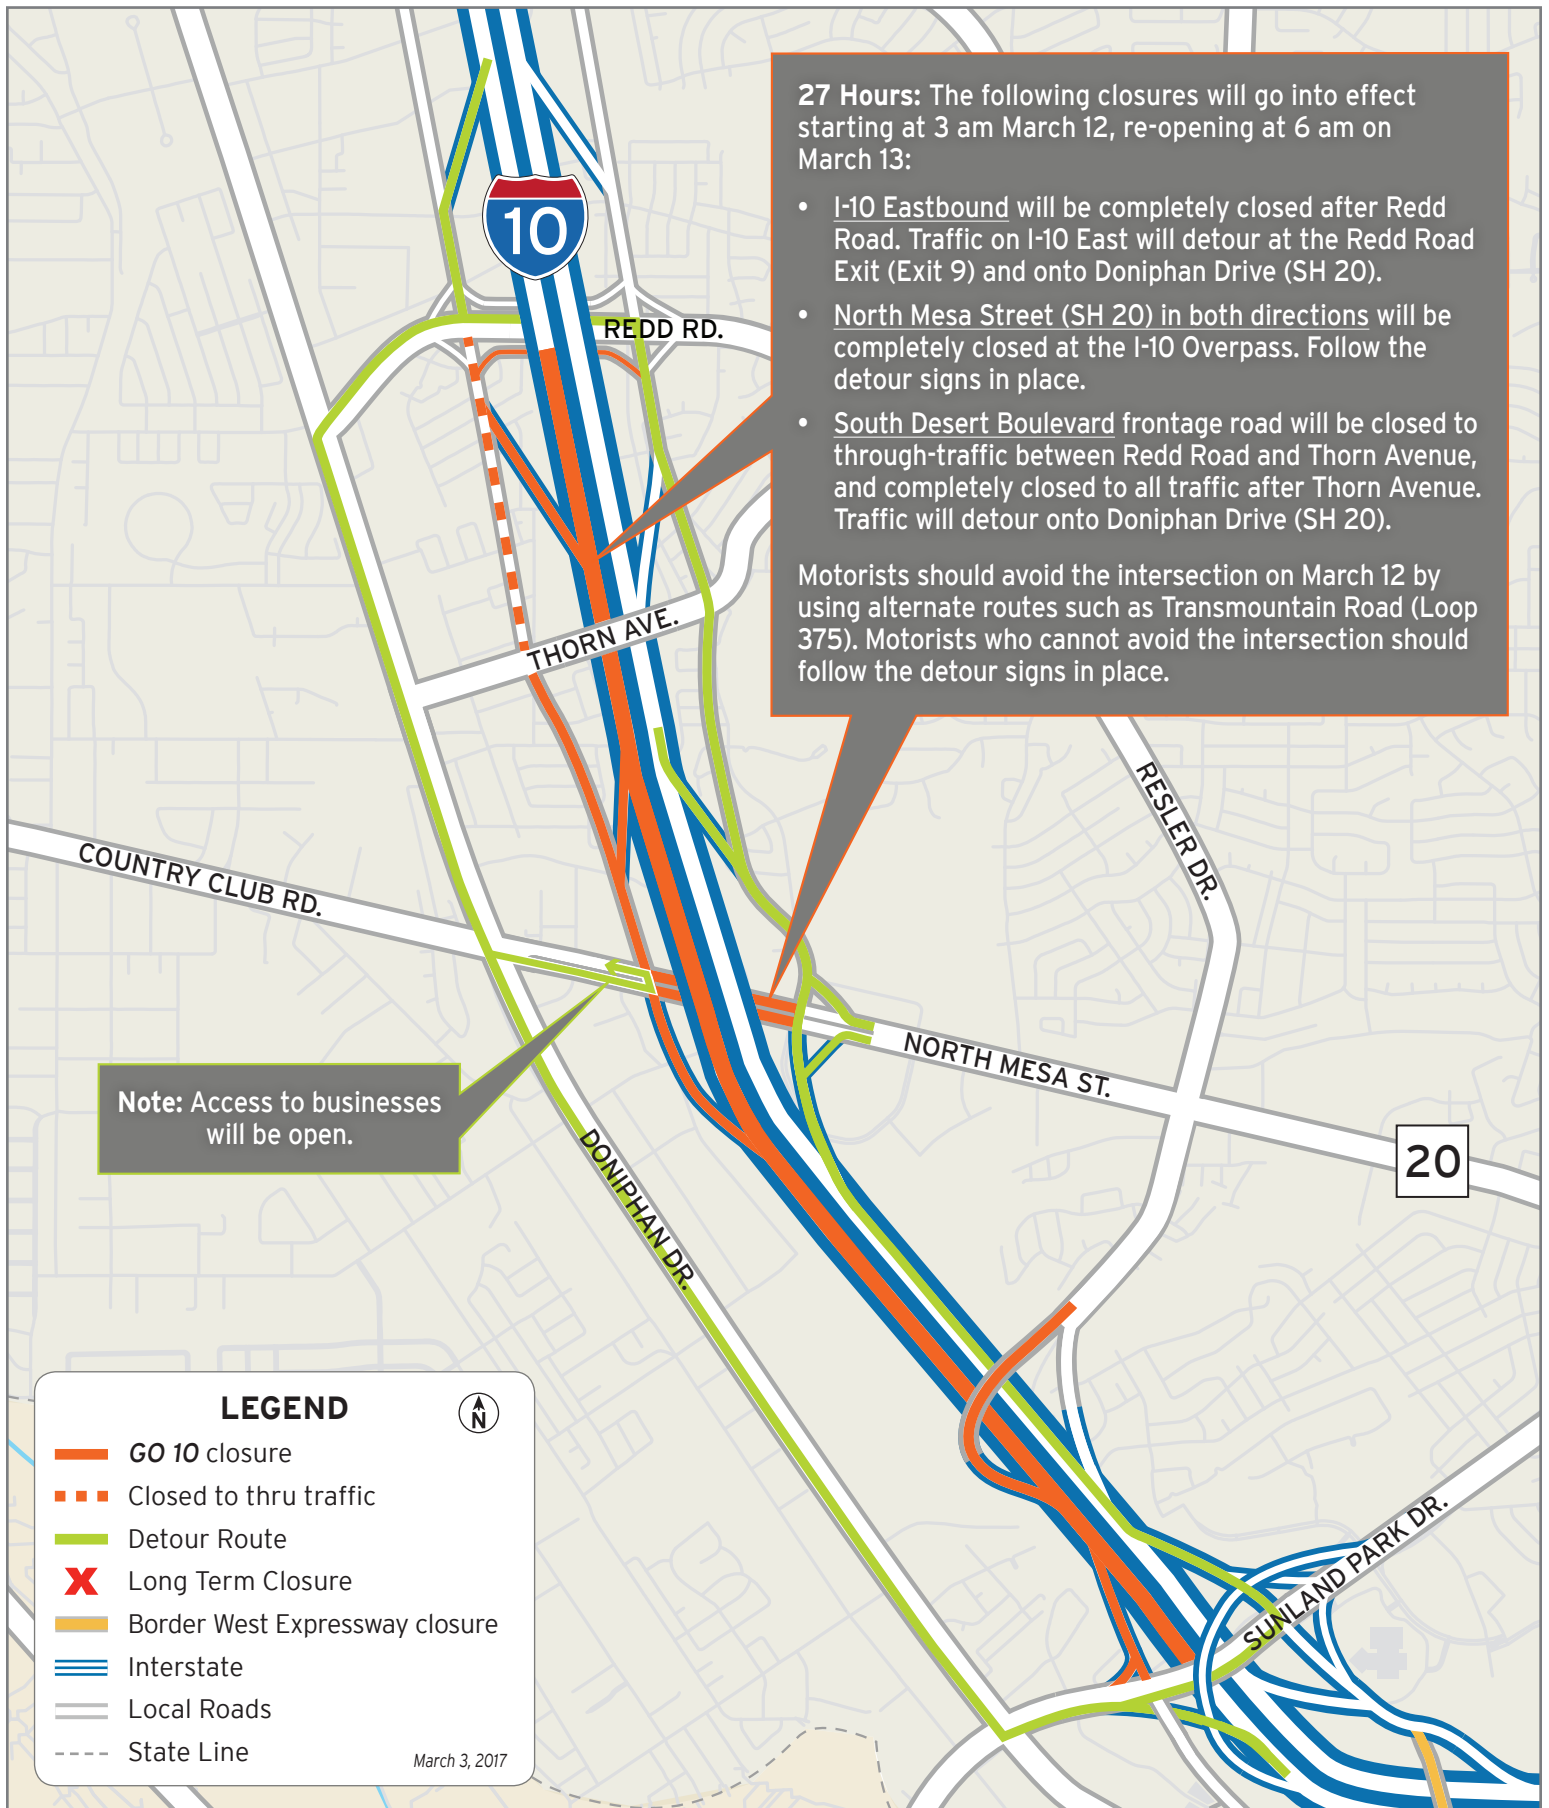 27 Hours: The following closures will go into effect
starting at 3 am March 12, re-opening at 6 am on
March 13:
• I-10 Eastbound will be completely closed after Redd
Road. Traffic on I-10 East will detour at the Redd Road
Exit (Exit 9) and onto Doniphan Drive (SH 20).
• North Mesa Street (SH 20) in both directions will be
completely closed at the I-10 Overpass. Follow the
detour signs in place.
• South Desert Boulevard frontage road will be closed to
through-traffic between Redd Road and Thorn Avenue,
and completely closed to all traffic after Thorn Avenue.
Traffic will detour onto Doniphan Drive (SH 20).
Motorists should avoid the intersection on March 12 by
using alternate routes such as Transmountain Road (Loop
375). Motorists who cannot avoid the intersection should
follow the detour signs in place.
10
REDD RD.
THORN AVE.
RESLER DR.
COUNTRY CLUB RD.
NORTH MESA ST.
Note: Access to businesses
will be open.
20
DONIPHAN DR.
SUNLAND PARK DR.
LEGEND
N
GO 10 closure
Closed to thru traffic
Detour Route
X Long Term Closure
Border West Expressway closure
Interstate
Local Roads
State Line
March 3, 2017